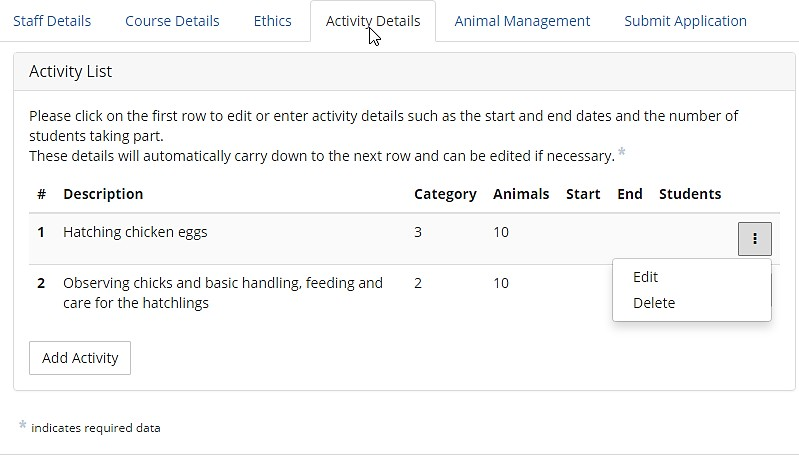 Staff Details Course Details Ethics Activity Details Animal Management Submit Application
Activity List
Please click on the first row to edit or enter activity details such as the start and end dates and the number of
students taking part.
These details will automatically carry down to the next row and can be edited if necessary. *
# Description Category Animals Start End Students
1 Hatching chicken eggs 3 10
2 Observing chicks and basic handling, feeding and 2 10
care for the hatchlings
Edit
Delete
Add Activity
* indicates required data